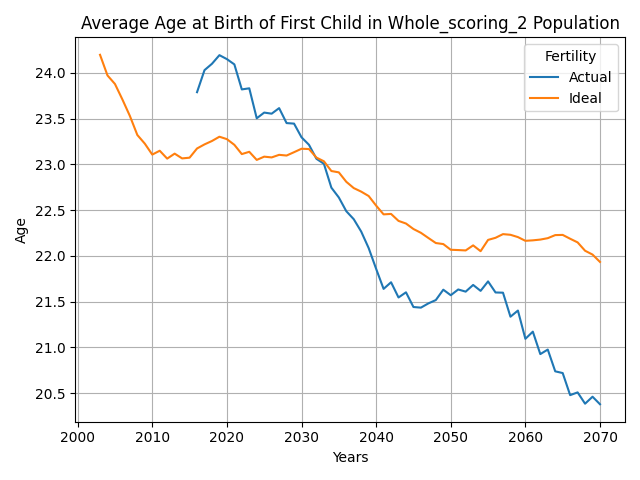 Average Age at Birth of First Child in Whole_scoring_2 Population
Fertility
Actual
Ideal
Age
24.0
23.5
23.0
22.5
22.0
21.5
21.0
20.5
2000 2010 2020 2030 2040 2050 2060 2070
Years